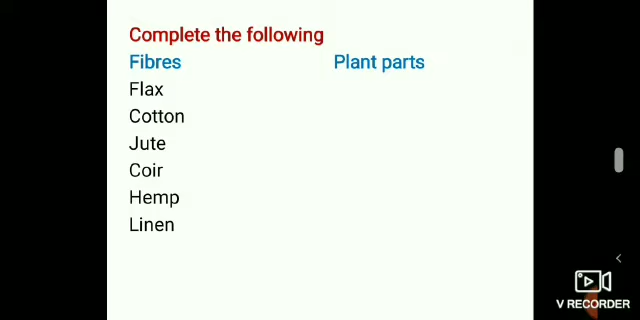 Complete the following
Fibres Plant parts
Flax
Cotton
Jute
Coir
Hemp
Linen
V RECORDER